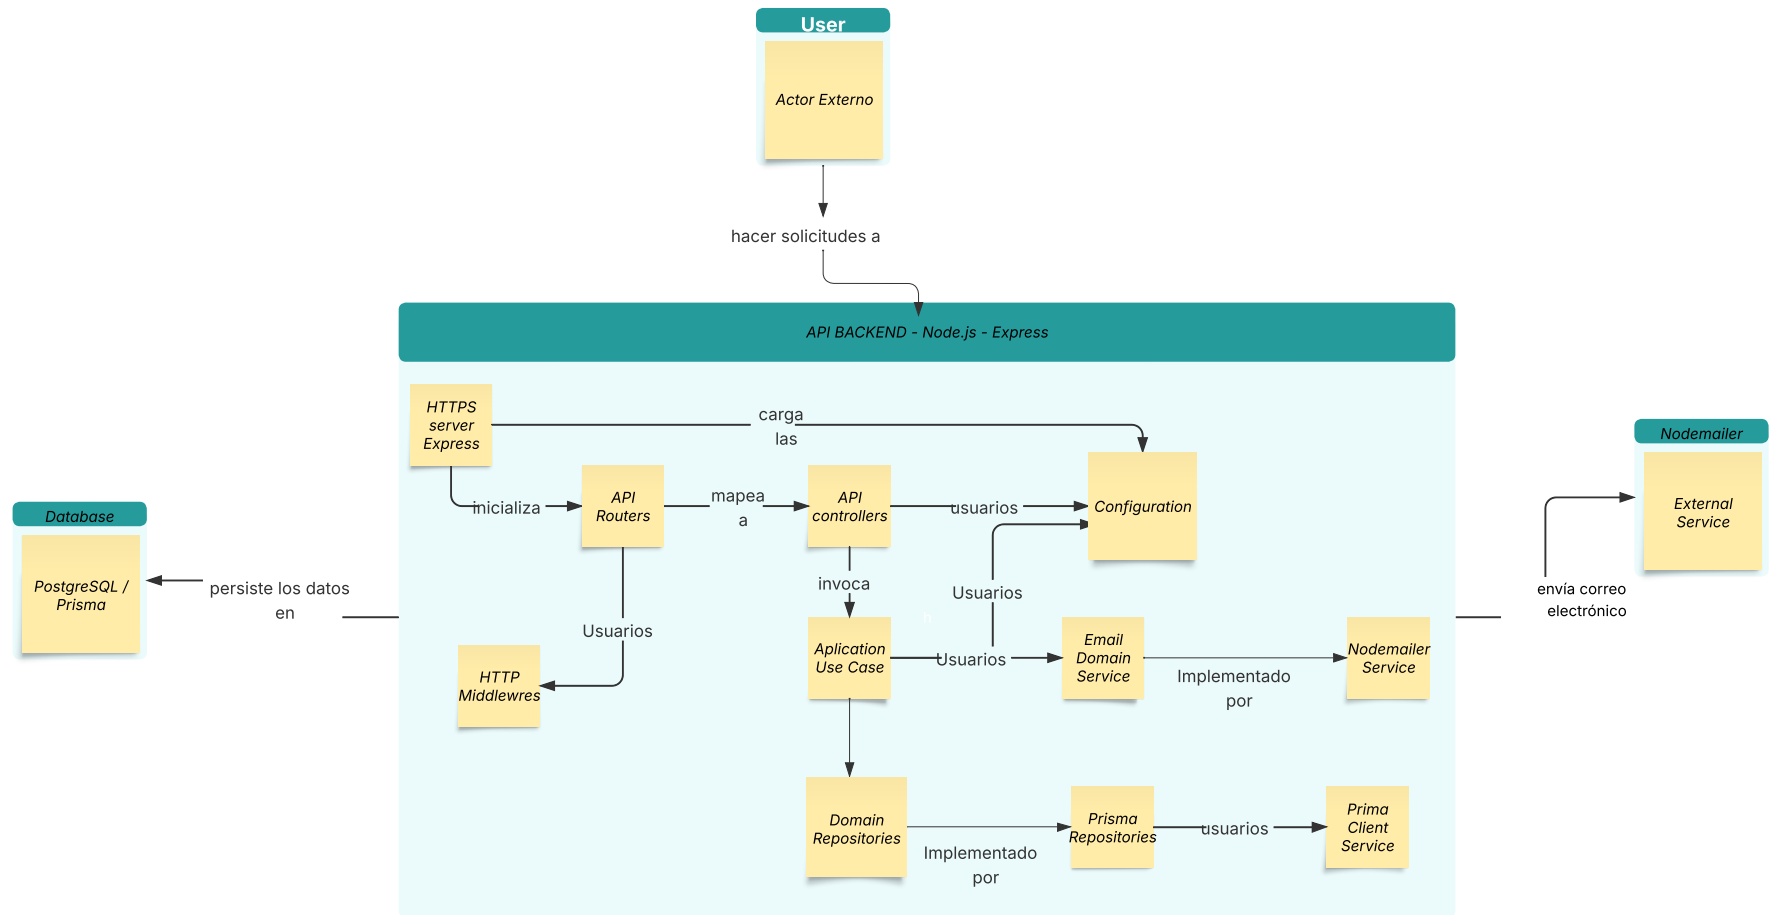 User
Actor Externo
hacer solicitudes a
API BACKEND - Node.js - Express
HTTPS
server
Express
carga
las
inicializa
API
Routers
mapea
a
API
controllers
usuarios
Configuration
Usuarios
HTTP
Middlewres
invoca
h
Aplication
Use Case
Usuarios
Usuarios
Email
Domain
Service
Implementado
por
Nodemailer
Service
Domain
Repositories
Implementado
por
Prisma
Repositories
usuarios
Prima
Client
Service
Database
PostgreSQL /
Prisma
persiste los datos
en
Nodemailer
External
Service
envía correo
electrónico